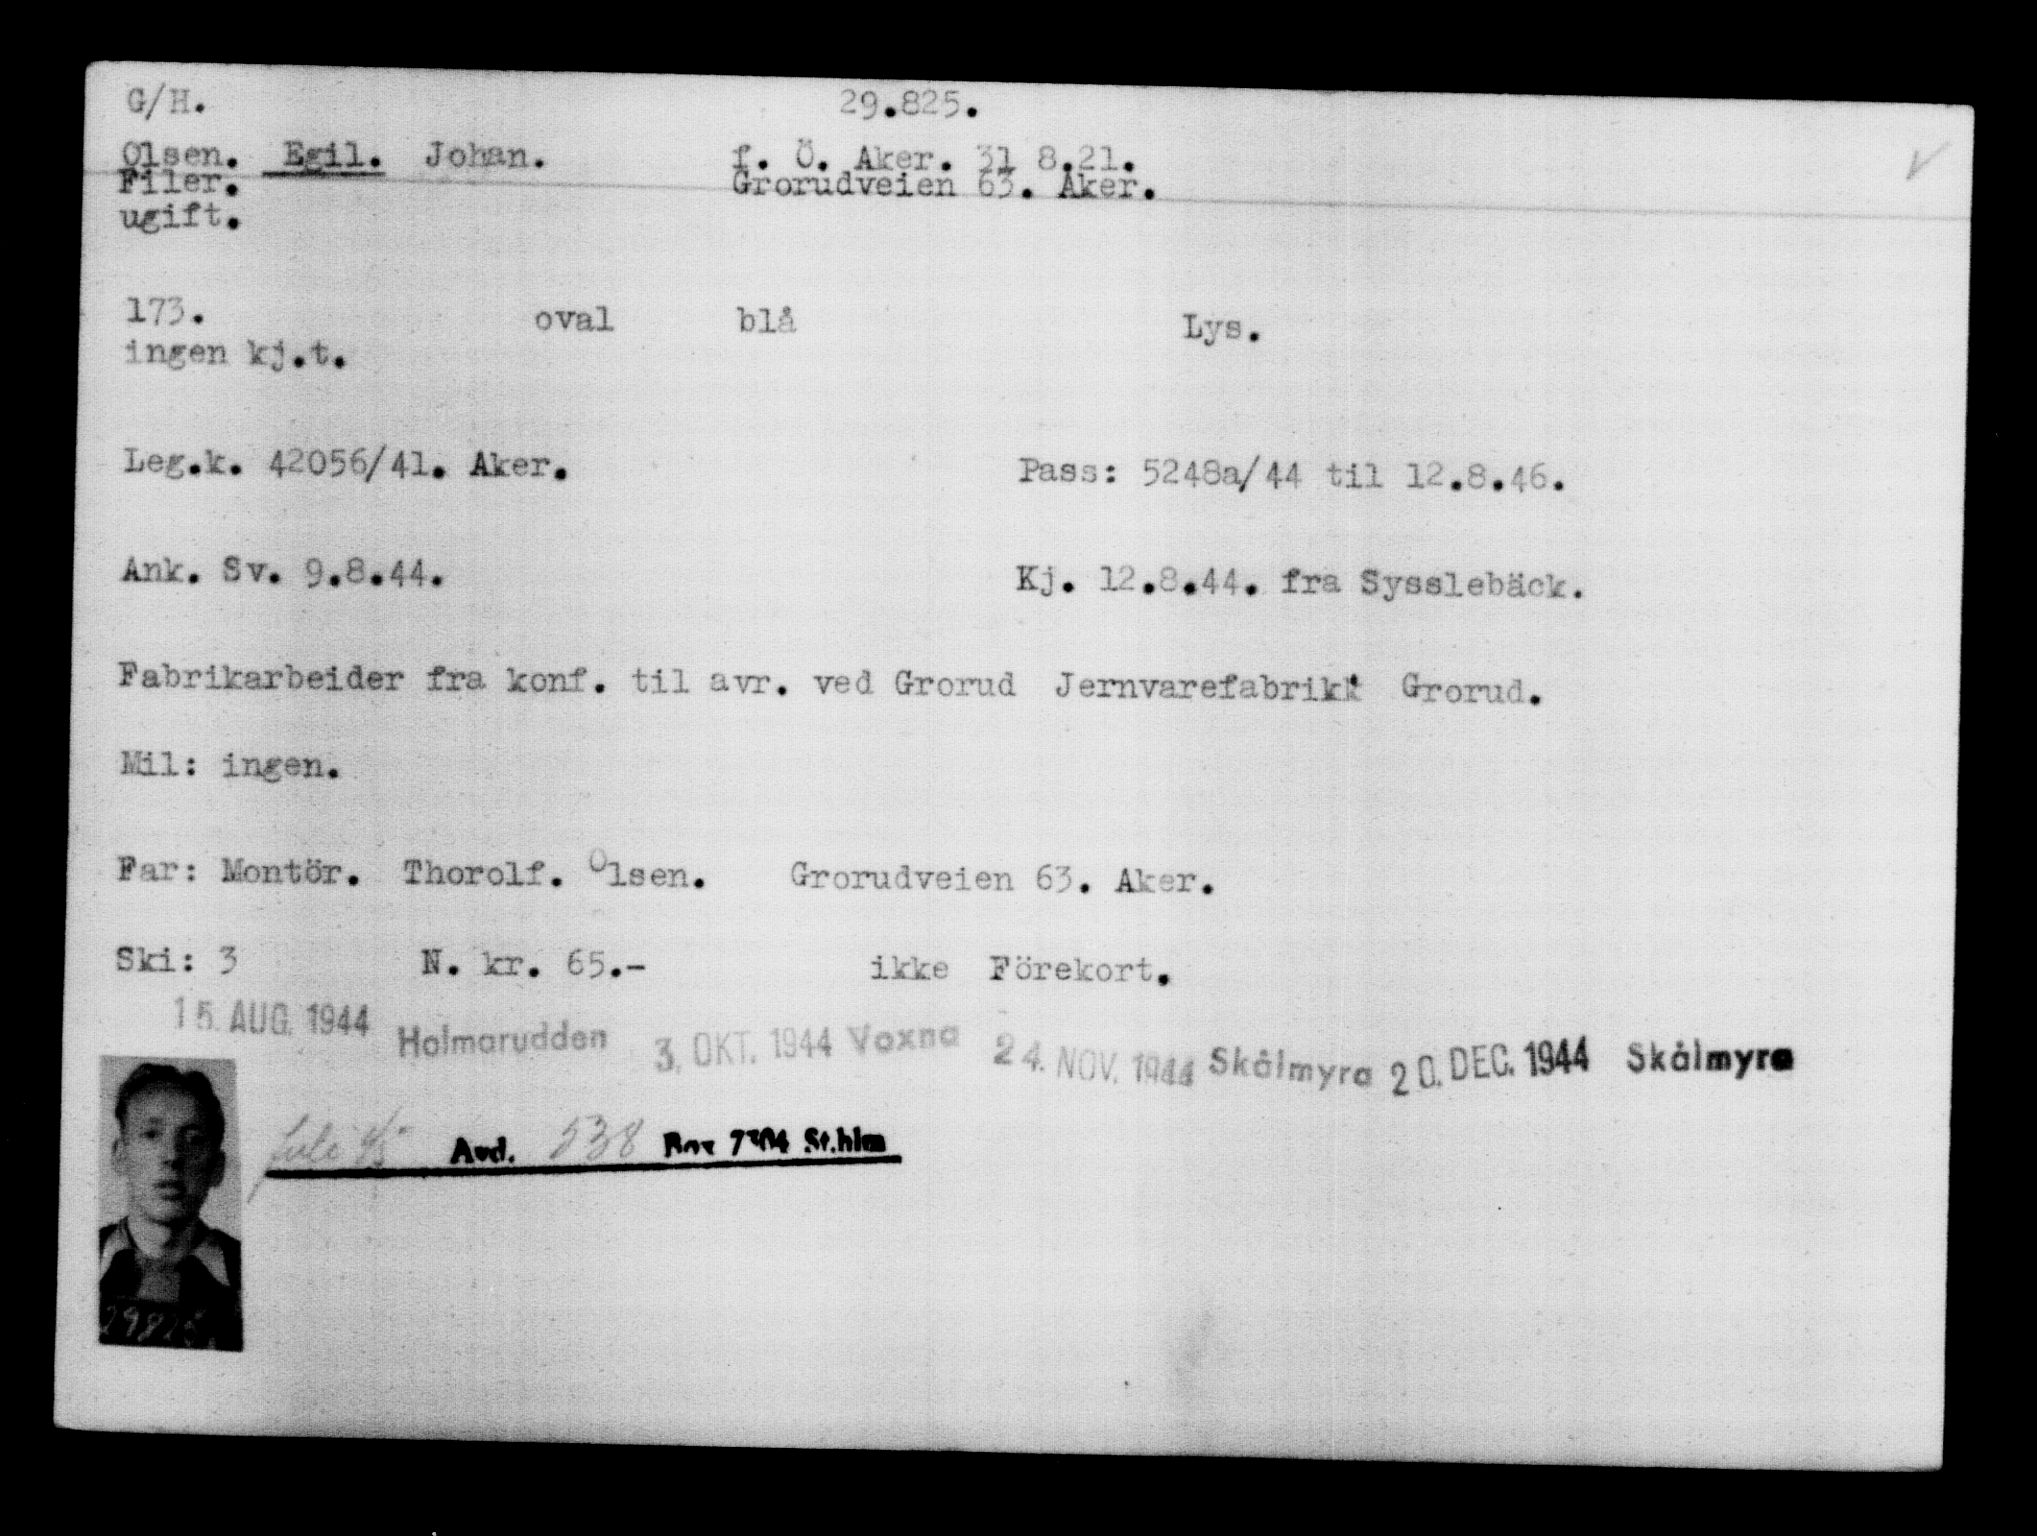 G/H. 29.825.
Olsen. Egil. Johan. f. Ö. Aker. 31 8.21.
Filer. Grorudveien 63. Aker.
ugift.
173. oval blå Lys.
ingen kj.t.
Leg.k. 42056/41. Aker. Pass: 5248a/44 til 12.8.46.
Ank. Sv. 9.8.44. Kj. 12.8.44. fra Sysslebäck.
Fabrikarbeider fra konf. til avr. ved Grorud Jernvarefabrikk Grorud.
Mil: ingen.
Far: Montör. Thorolf. Olsen. Grorudveien 63. Aker.
Ski: 3 N. kr. 65.- ikke Förekort.
15. AUG. 1944 Holmarudden 3. OKT. 1944 Voxna 24. NOV. 1944 Skålmyra 20. DEC. 1944 Skålmyra
Avd. 538 Box 7304 St.hlm
29825